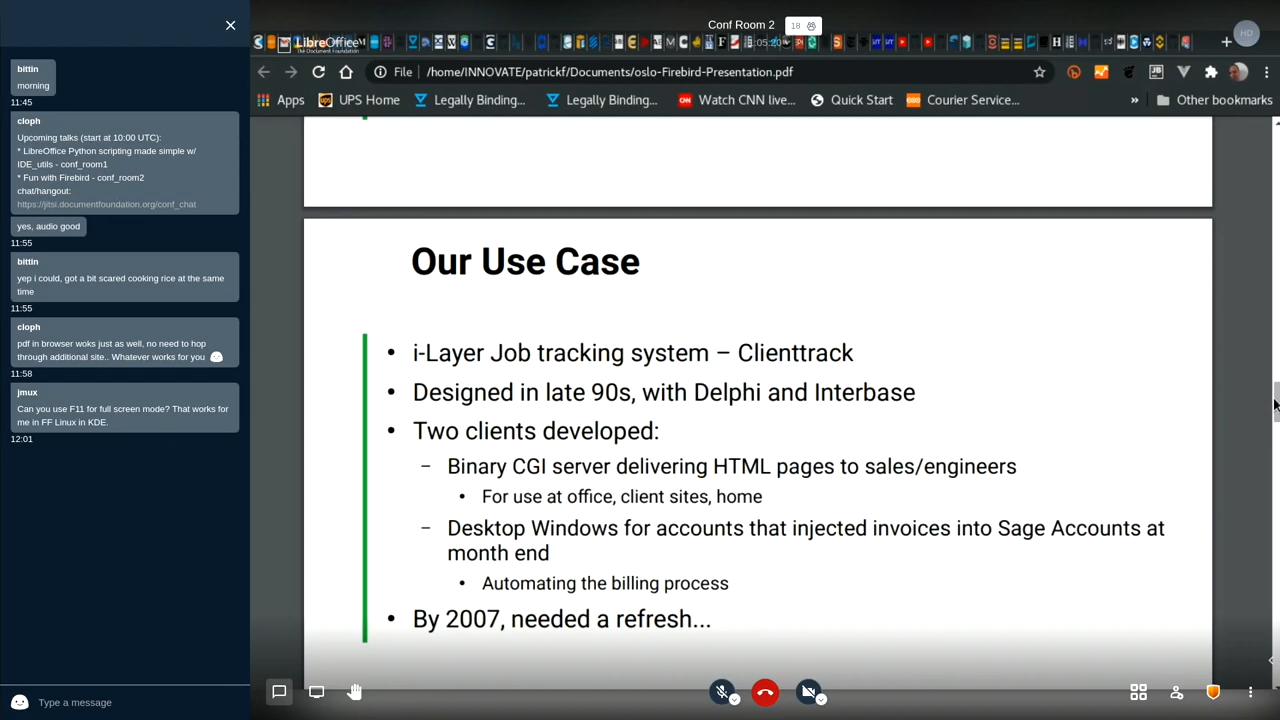 bittin
morning
11:45
cloph
Upcoming talks (start at 10:00 UTC):
* LibreOffice Python scripting made simple w/
IDE_utils - conf_room1
* Fun with Firebird - conf_room2
chat/hangout:
https://jitsi.documentfoundation.org/conf_chat
yes, audio good
11:55
bittin
yep i could, got a bit scared cooking rice at the same
time
11:55
cloph
pdf in browser woks just as well, no need to hop
through additional site.. Whatever works for you
11:58
jmux
Can you use F11 for full screen mode? That works for
me in FF Linux in KDE.
12:01
Type a message
Conf Room 2
18
HD
LibreOffice
The Document Foundation
File
/home/INNOVATE/patrickf/Documents/oslo-Firebird-Presentation.pdf
Apps
UPS Home
Legally Binding...
Legally Binding...
Watch CNN live...
Quick Start
Courier Service...
»
Other bookmarks
Our Use Case
• i-Layer Job tracking system – Clienttrack
• Designed in late 90s, with Delphi and Interbase
• Two clients developed:
– Binary CGI server delivering HTML pages to sales/engineers
• For use at office, client sites, home
– Desktop Windows for accounts that injected invoices into Sage Accounts at
month end
• Automating the billing process
• By 2007, needed a refresh...